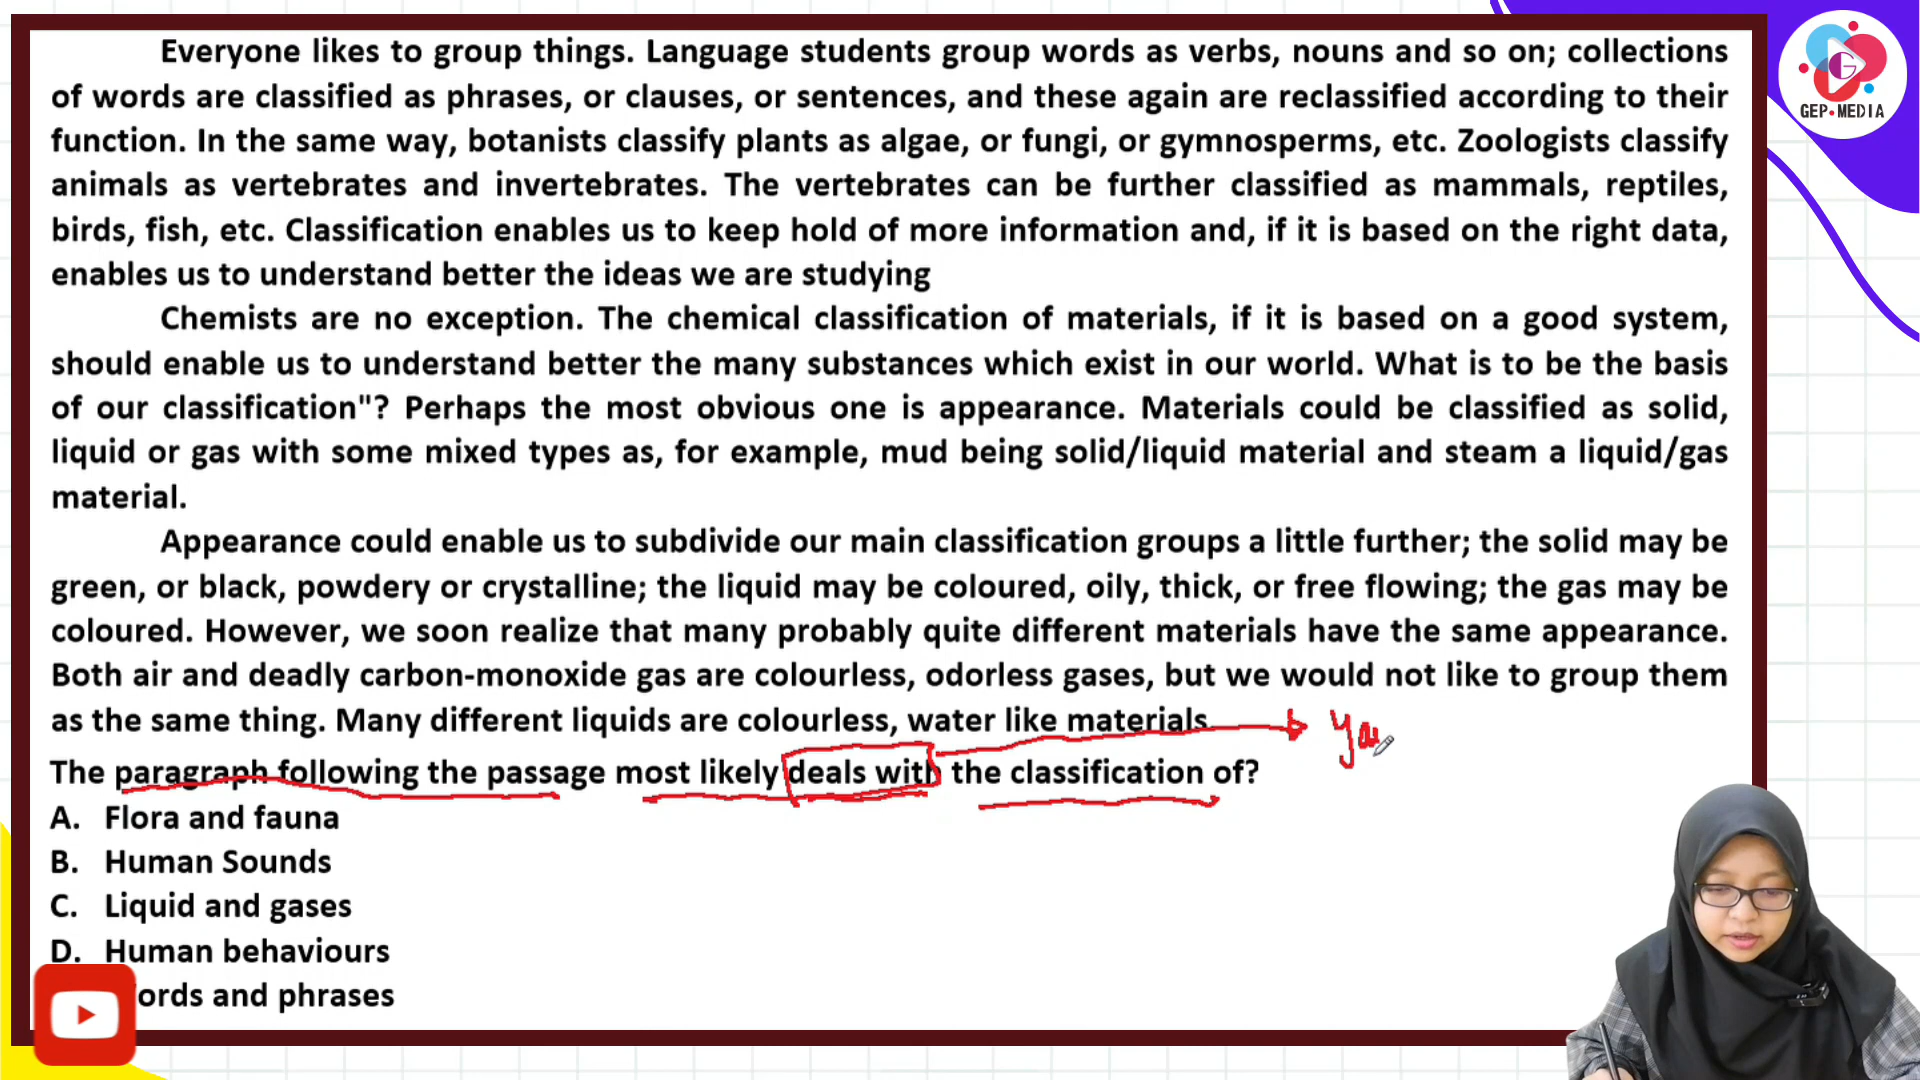 Everyone likes to group things. Language students group words as verbs, nouns and so on; collections
of words are classified as phrases, or clauses, or sentences, and these again are reclassified according to their
function. In the same way, botanists classify plants as algae, or fungi, or gymnosperms, etc. Zoologists classify
animals as vertebrates and invertebrates. The vertebrates can be further classified as mammals, reptiles,
birds, fish, etc. Classification enables us to keep hold of more information and, if it is based on the right data,
enables us to understand better the ideas we are studying
Chemists are no exception. The chemical classification of materials, if it is based on a good system,
should enable us to understand better the many substances which exist in our world. What is to be the basis
of our classification"? Perhaps the most obvious one is appearance. Materials could be classified as solid,
liquid or gas with some mixed types as, for example, mud being solid/liquid material and steam a liquid/gas
material.
Appearance could enable us to subdivide our main classification groups a little further; the solid may be
green, or black, powdery or crystalline; the liquid may be coloured, oily, thick, or free flowing; the gas may be
coloured. However, we soon realize that many probably quite different materials have the same appearance.
Both air and deadly carbon-monoxide gas are colourless, odorless gases, but we would not like to group them
as the same thing. Many different liquids are colourless, water like materials
The paragraph following the passage most likely deals with the classification of?
A. Flora and fauna
B. Human Sounds
C. Liquid and gases
D. Human behaviours
ords and phrases
GEP•MEDIA
G